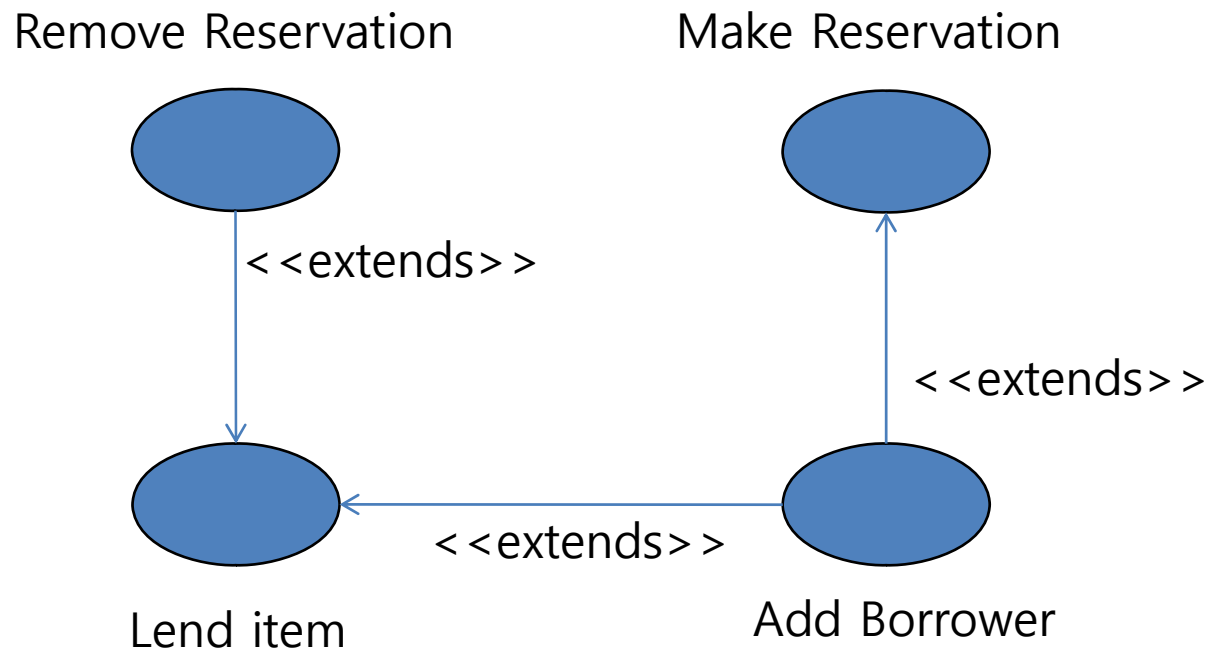 Remove Reservation
Make Reservation
<<extends>>
<<extends>>
<<extends>>
Lend item
Add Borrower